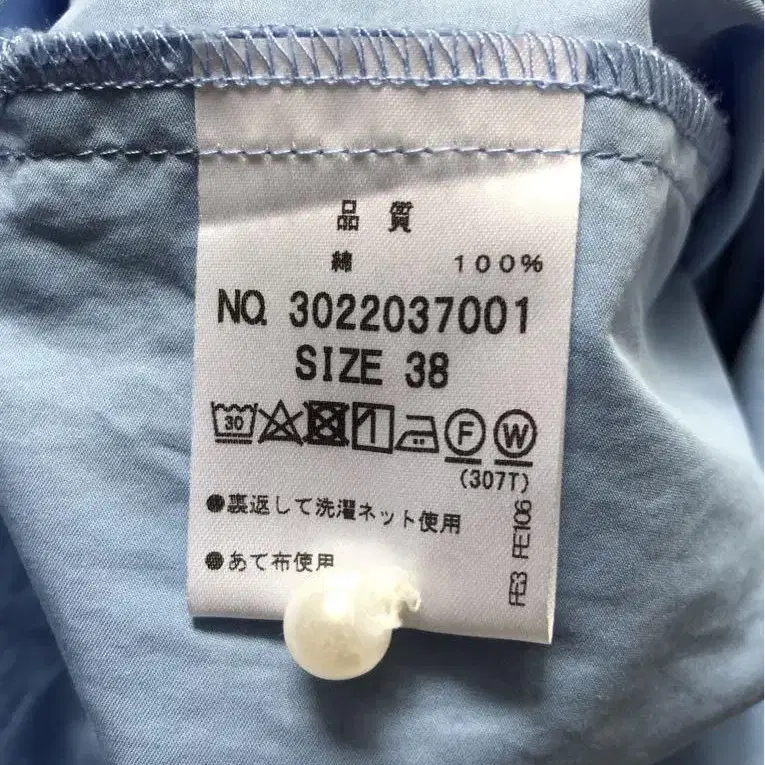 品質
綿 100%
NO. 3022037001
SIZE 38
30 F W
(307T)
●裏返して洗濯ネット使用
●あて布使用
FE3 FE106